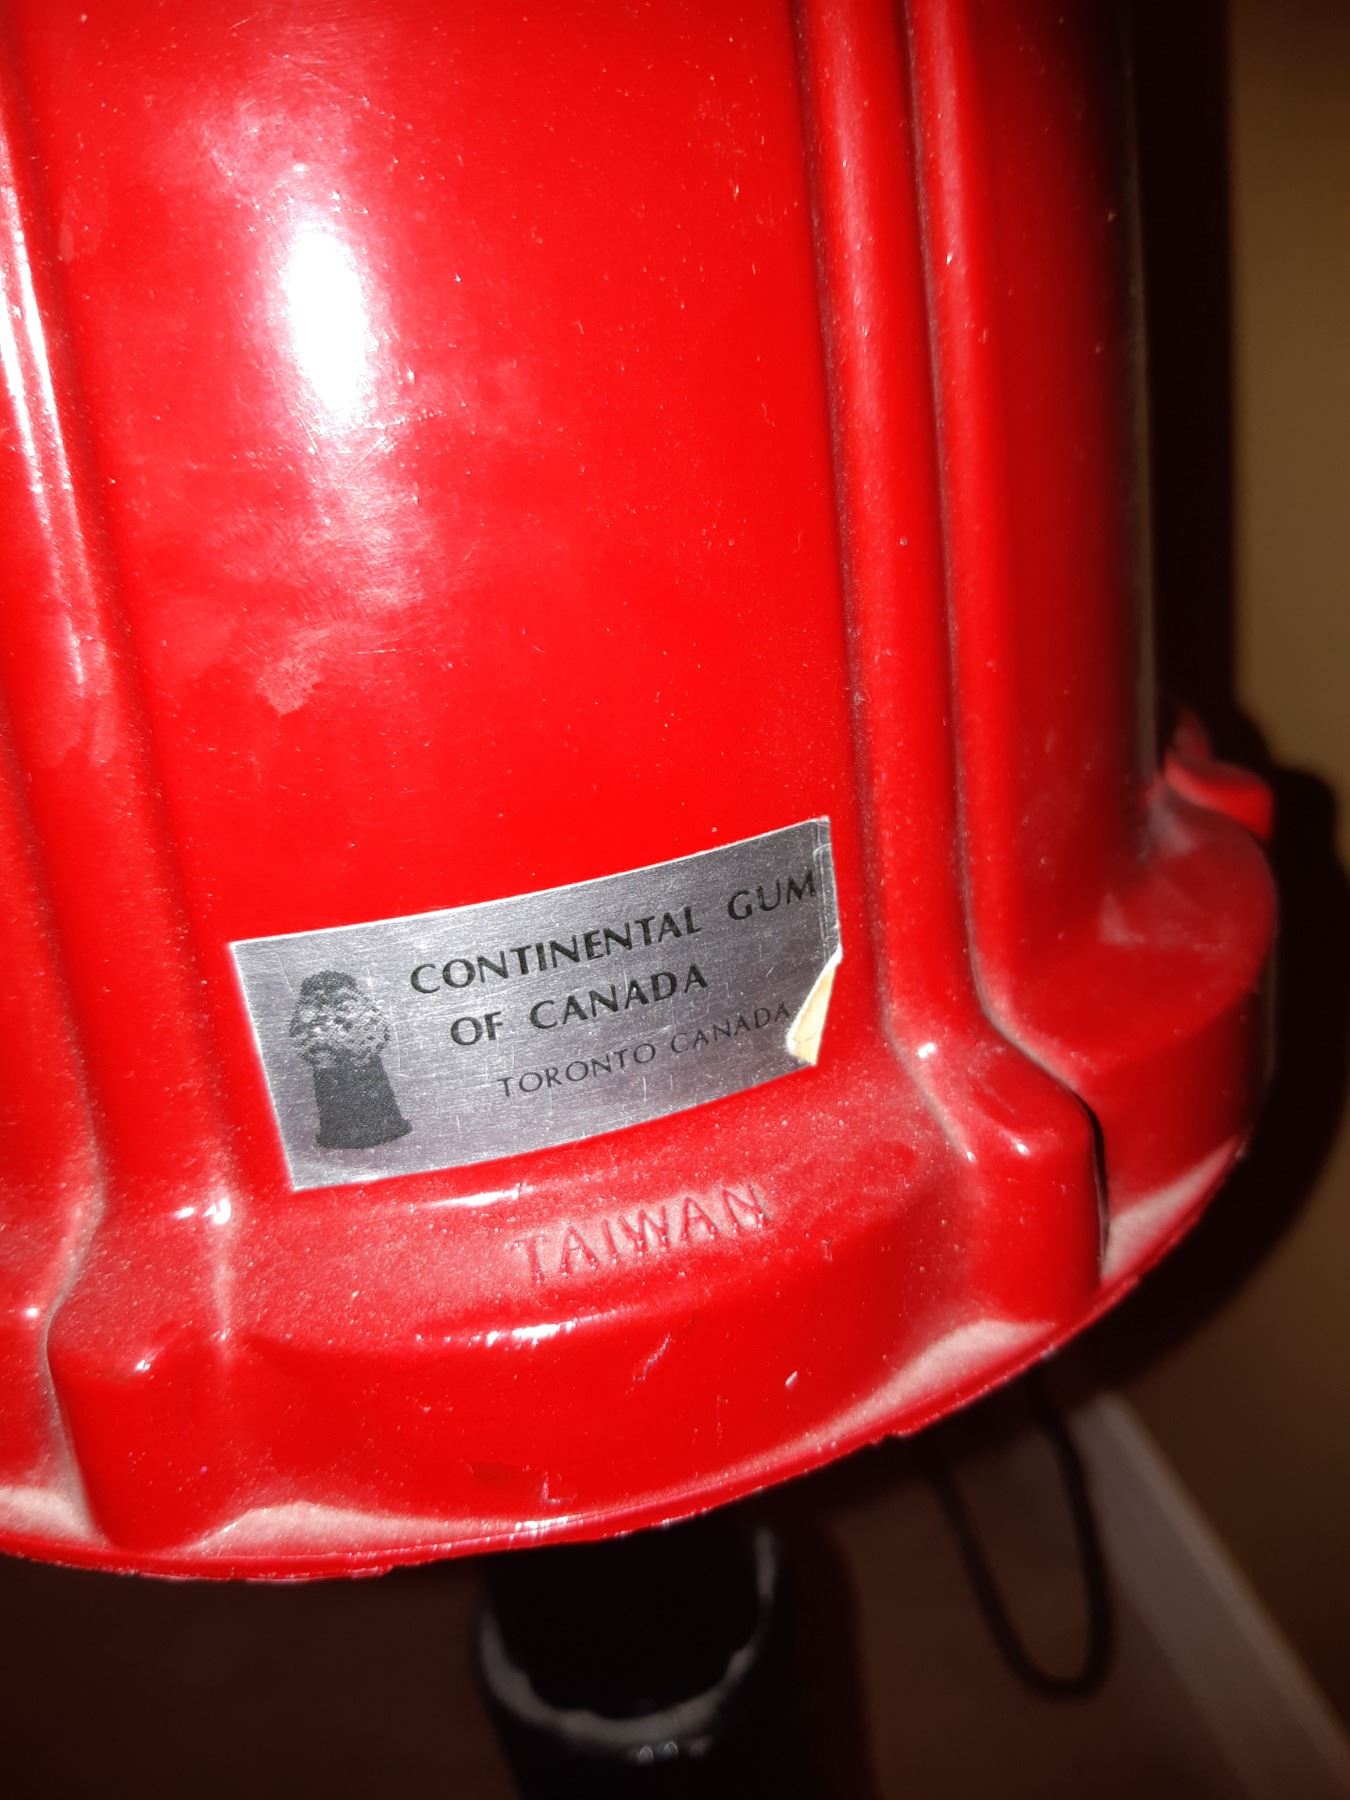 CONTINENTAL GUM
OF CANADA
TORONTO CANADA
TAIWAN